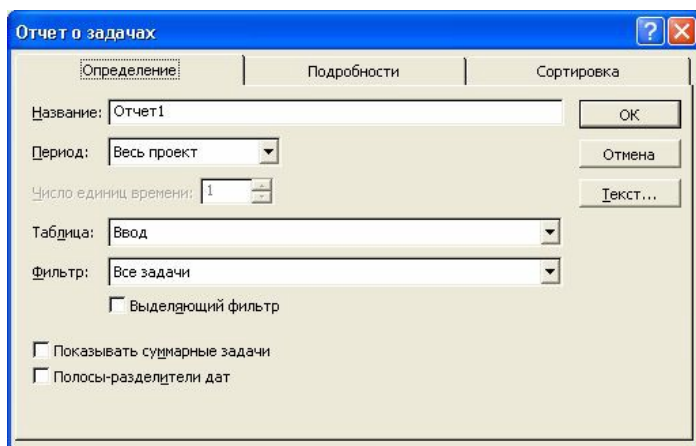 Отчет о задачах
Определение Подробности Сортировка
Название: Отчет1 OK
Период: Весь проект Отмена
Число единиц времени: 1 Текст...
Таблица: Ввод
Фильтр: Все задачи
Выделяющий фильтр
Показывать суммарные задачи
Полосы-разделители дат